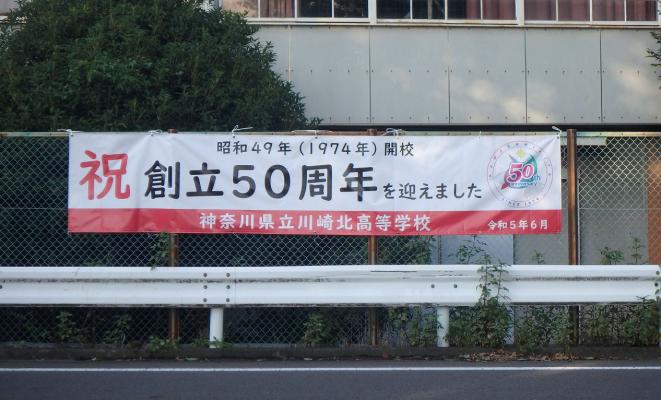 昭和49年(1974年)開校
祝 創立50周年を迎えました
50th
anniversary
神奈川県立川崎北高等学校
令和5年6月